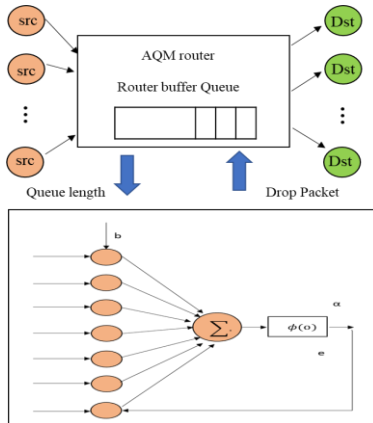 src
Dst
AQM router
src
Dst
Router buffer Queue
src
Dst
Queue length
Drop Packet
b
Σ
ϕ(o)
a
e